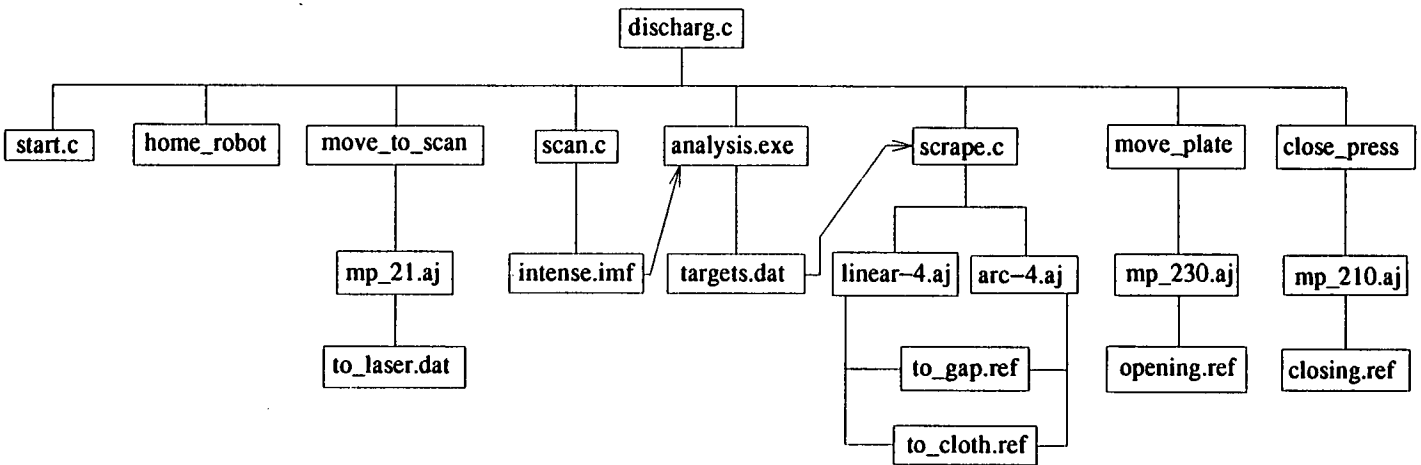 discharg.c
start.c
home_robot
move_to_scan
scan.c
analysis.exe
scrape.c
move_plate
close_press
mp_21.aj
intense.imf
targets.dat
linear-4.aj
arc-4.aj
mp_230.aj
mp_210.aj
to_laser.dat
to_gap.ref
opening.ref
closing.ref
to_cloth.ref